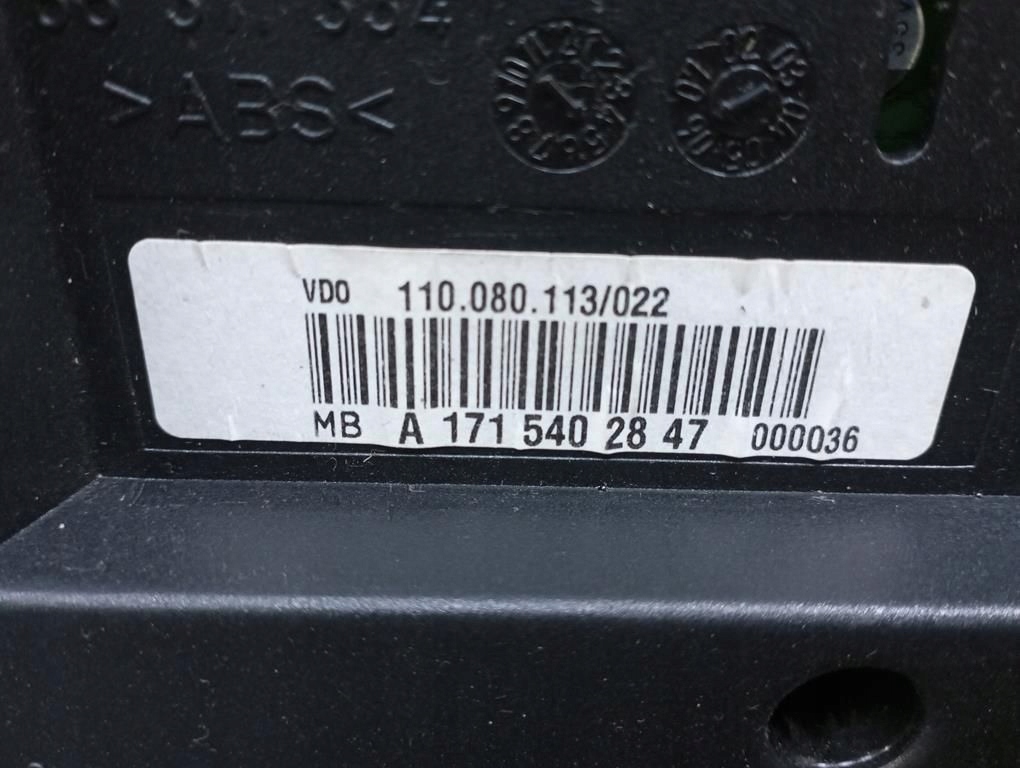 >ABS<
VDO 110.080.113/022
MB A 171 540 28 47 000036